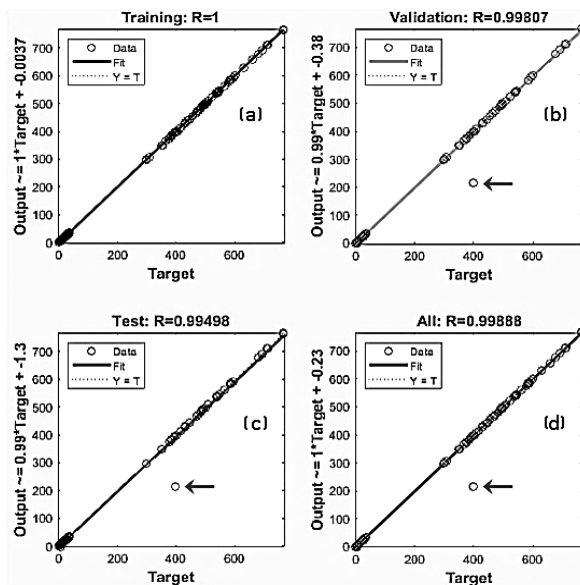 Training: R=1
Output ~= 1*Target + -0.0037
700
600
500
400
300
200
100
0
Data
Fit
Y = T
(a)
0
200
400
600
Target
Validation: R=0.99807
Output ~= 0.99*Target + -0.38
700
600
500
400
300
200
100
0
Data
Fit
Y = T
(b)
0
200
400
600
Target
Test: R=0.99498
Output ~= 0.99*Target + -1.3
700
600
500
400
300
200
100
0
Data
Fit
Y = T
(c)
0
200
400
600
Target
All: R=0.99888
Output ~= 1*Target + -0.23
700
600
500
400
300
200
100
0
Data
Fit
Y = T
(d)
0
200
400
600
Target